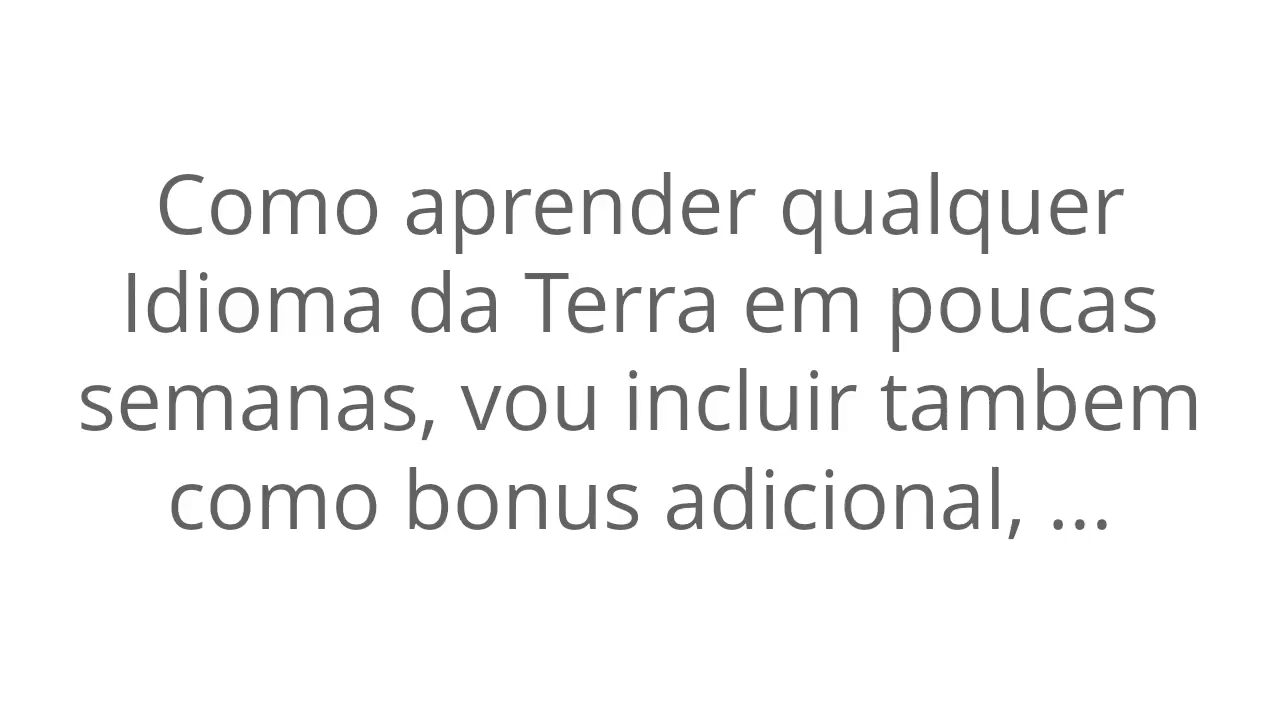 Como aprender qualquer
Idioma da Terra em poucas
semanas, vou incluir tambem
como bonus adicional, ...